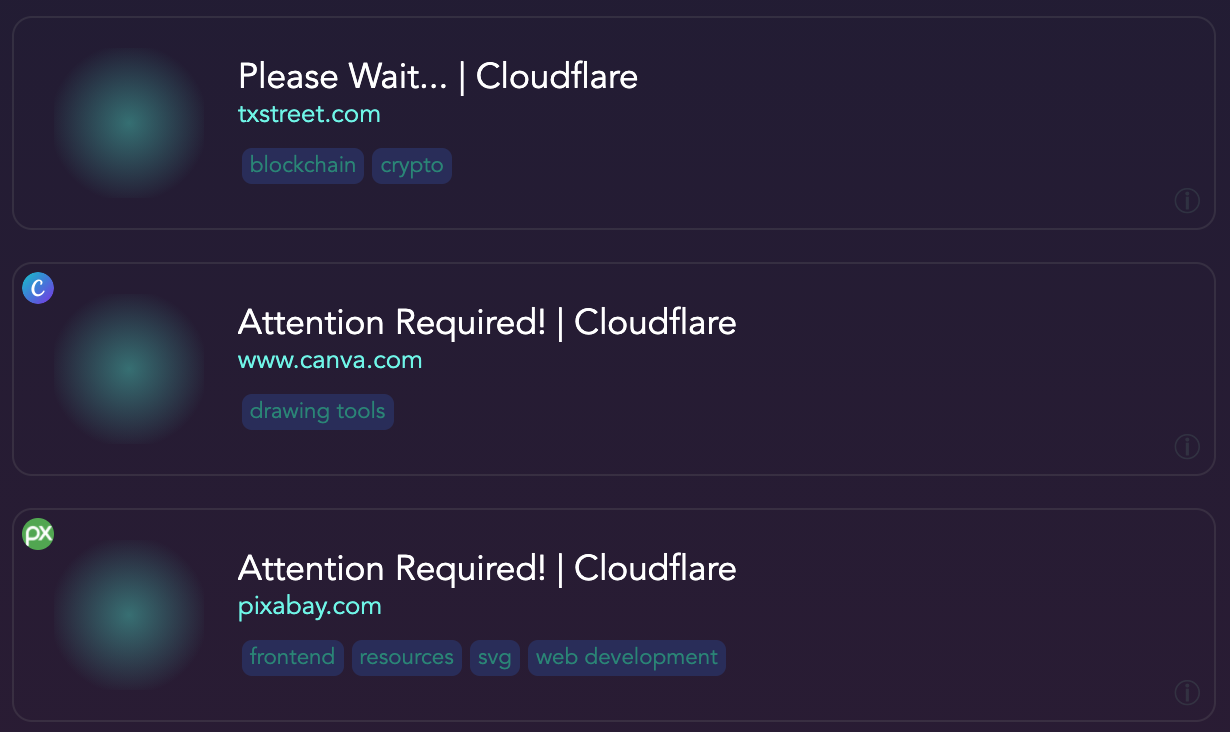 Please Wait... | Cloudflare
txstreet.com
blockchain crypto
C
Attention Required! | Cloudflare
www.canva.com
drawing tools
px
Attention Required! | Cloudflare
pixabay.com
frontend resources svg web development